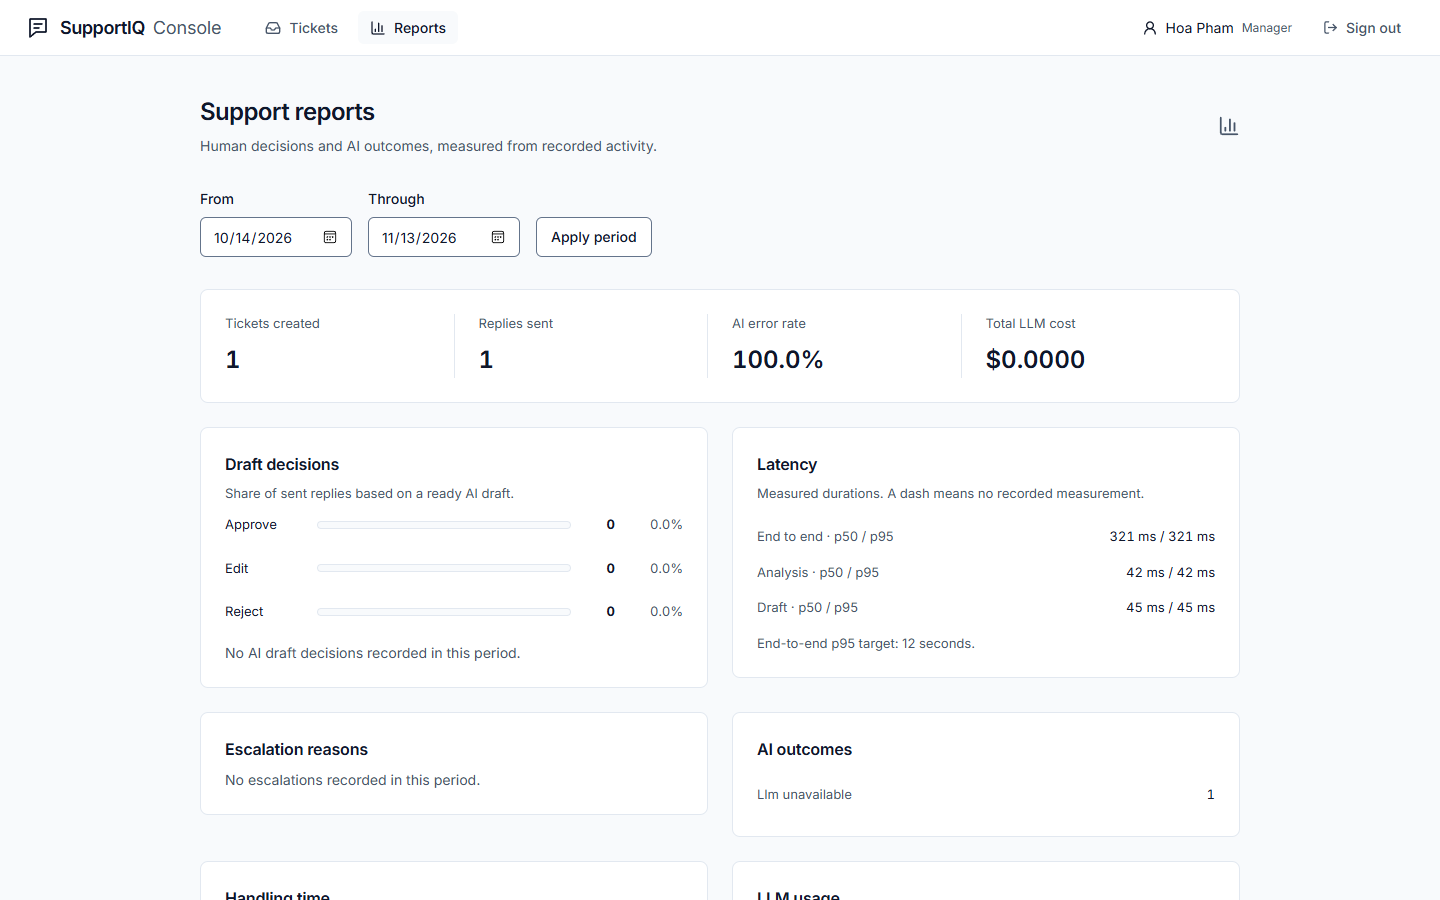 SupportIQ Console
Tickets
Reports
Hoa Pham Manager
Sign out
Support reports
Human decisions and AI outcomes, measured from recorded activity.
From
Through
10/14/2026
11/13/2026
Apply period
Tickets created
1
Replies sent
1
AI error rate
100.0%
Total LLM cost
$0.0000
Draft decisions
Share of sent replies based on a ready AI draft.
Approve 0 0.0%
Edit 0 0.0%
Reject 0 0.0%
No AI draft decisions recorded in this period.
Latency
Measured durations. A dash means no recorded measurement.
End to end · p50 / p95 321 ms / 321 ms
Analysis · p50 / p95 42 ms / 42 ms
Draft · p50 / p95 45 ms / 45 ms
End-to-end p95 target: 12 seconds.
Escalation reasons
No escalations recorded in this period.
AI outcomes
Llm unavailable 1
Handling time
LLM usage